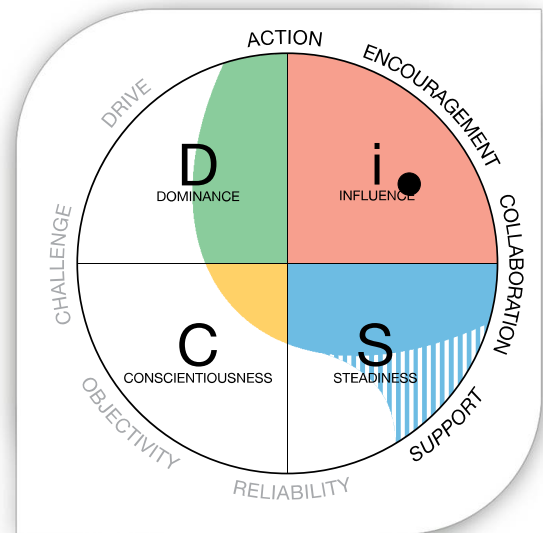 ACTION
ENCOURAGEMENT
DRIVE
D
DOMINANCE
i
INFLUENCE
COLLABORATION
CHALLENGE
C
CONSCIENTIOUSNESS
S
STEADINESS
OBJECTIVITY
SUPPORT
RELIABILITY